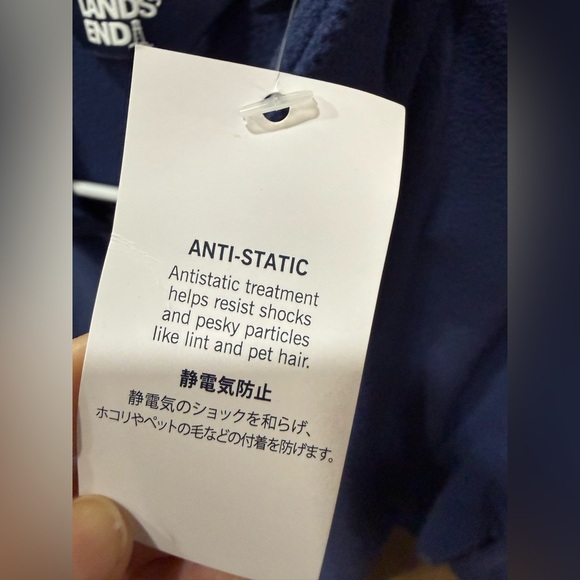 LANDS'
END
ANTI-STATIC
Antistatic treatment
helps resist shocks
and pesky particles
like lint and pet hair.
静電気防止
静電気のショックを和らげ、
ホコリやペットの毛などの付着を防げます。